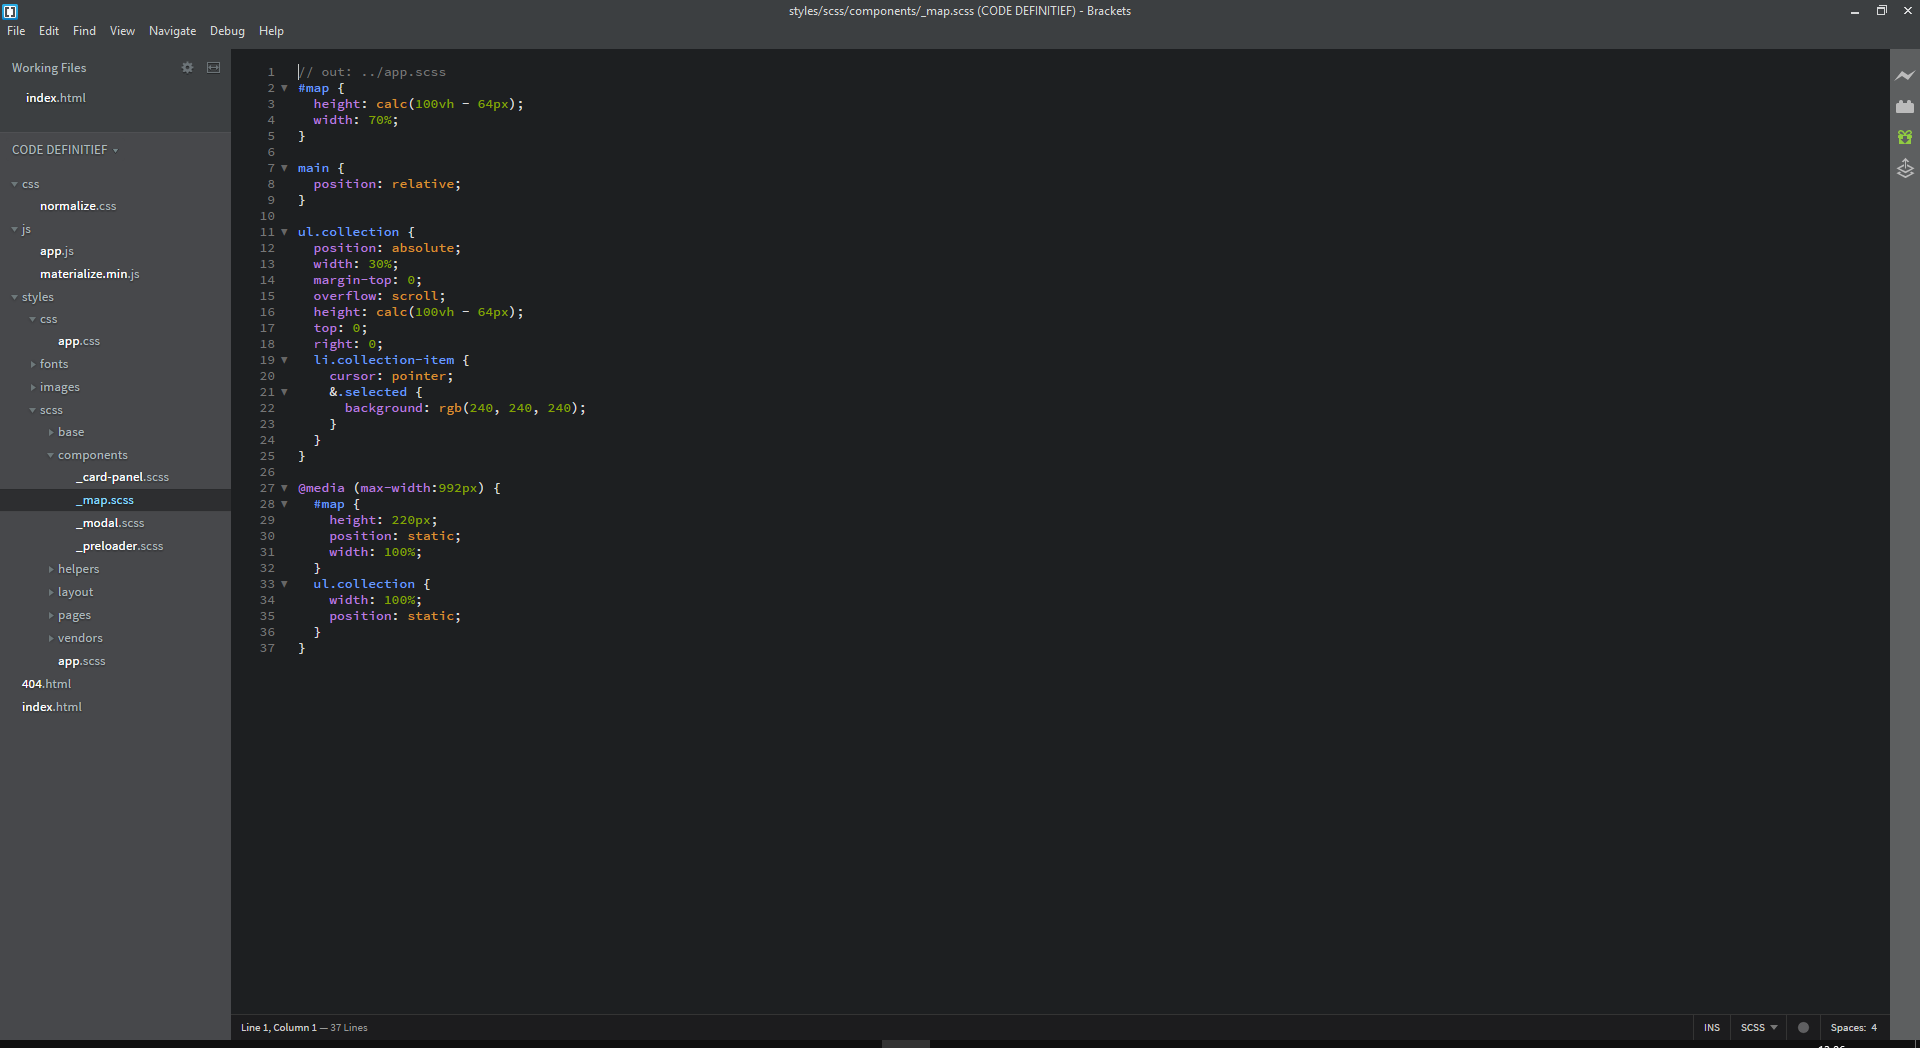 styles/scss/components/_map.scss (CODE DEFINITIEF) - Brackets
File Edit Find View Navigate Debug Help
Working Files
index.html
CODE DEFINITIEF
css
normalize.css
js
app.js
materialize.min.js
styles
css
app.css
fonts
images
scss
base
components
_card-panel.scss
_map.scss
_modal.scss
_preloader.scss
helpers
layout
pages
vendors
app.scss
404.html
index.html
1 // out: ../app.scss
2 #map {
3 height: calc(100vh - 64px);
4 width: 70%;
5 }
6
7 main {
8 position: relative;
9 }
10
11 ul.collection {
12 position: absolute;
13 width: 30%;
14 margin-top: 0;
15 overflow: scroll;
16 height: calc(100vh - 64px);
17 top: 0;
18 right: 0;
19 li.collection-item {
20 cursor: pointer;
21 &.selected {
22 background: rgb(240, 240, 240);
23 }
24 }
25 }
26
27 @media (max-width:992px) {
28 #map {
29 height: 220px;
30 position: static;
31 width: 100%;
32 }
33 ul.collection {
34 width: 100%;
35 position: static;
36 }
37 }
Line 1, Column 1 — 37 Lines
INS SCSS Spaces: 4